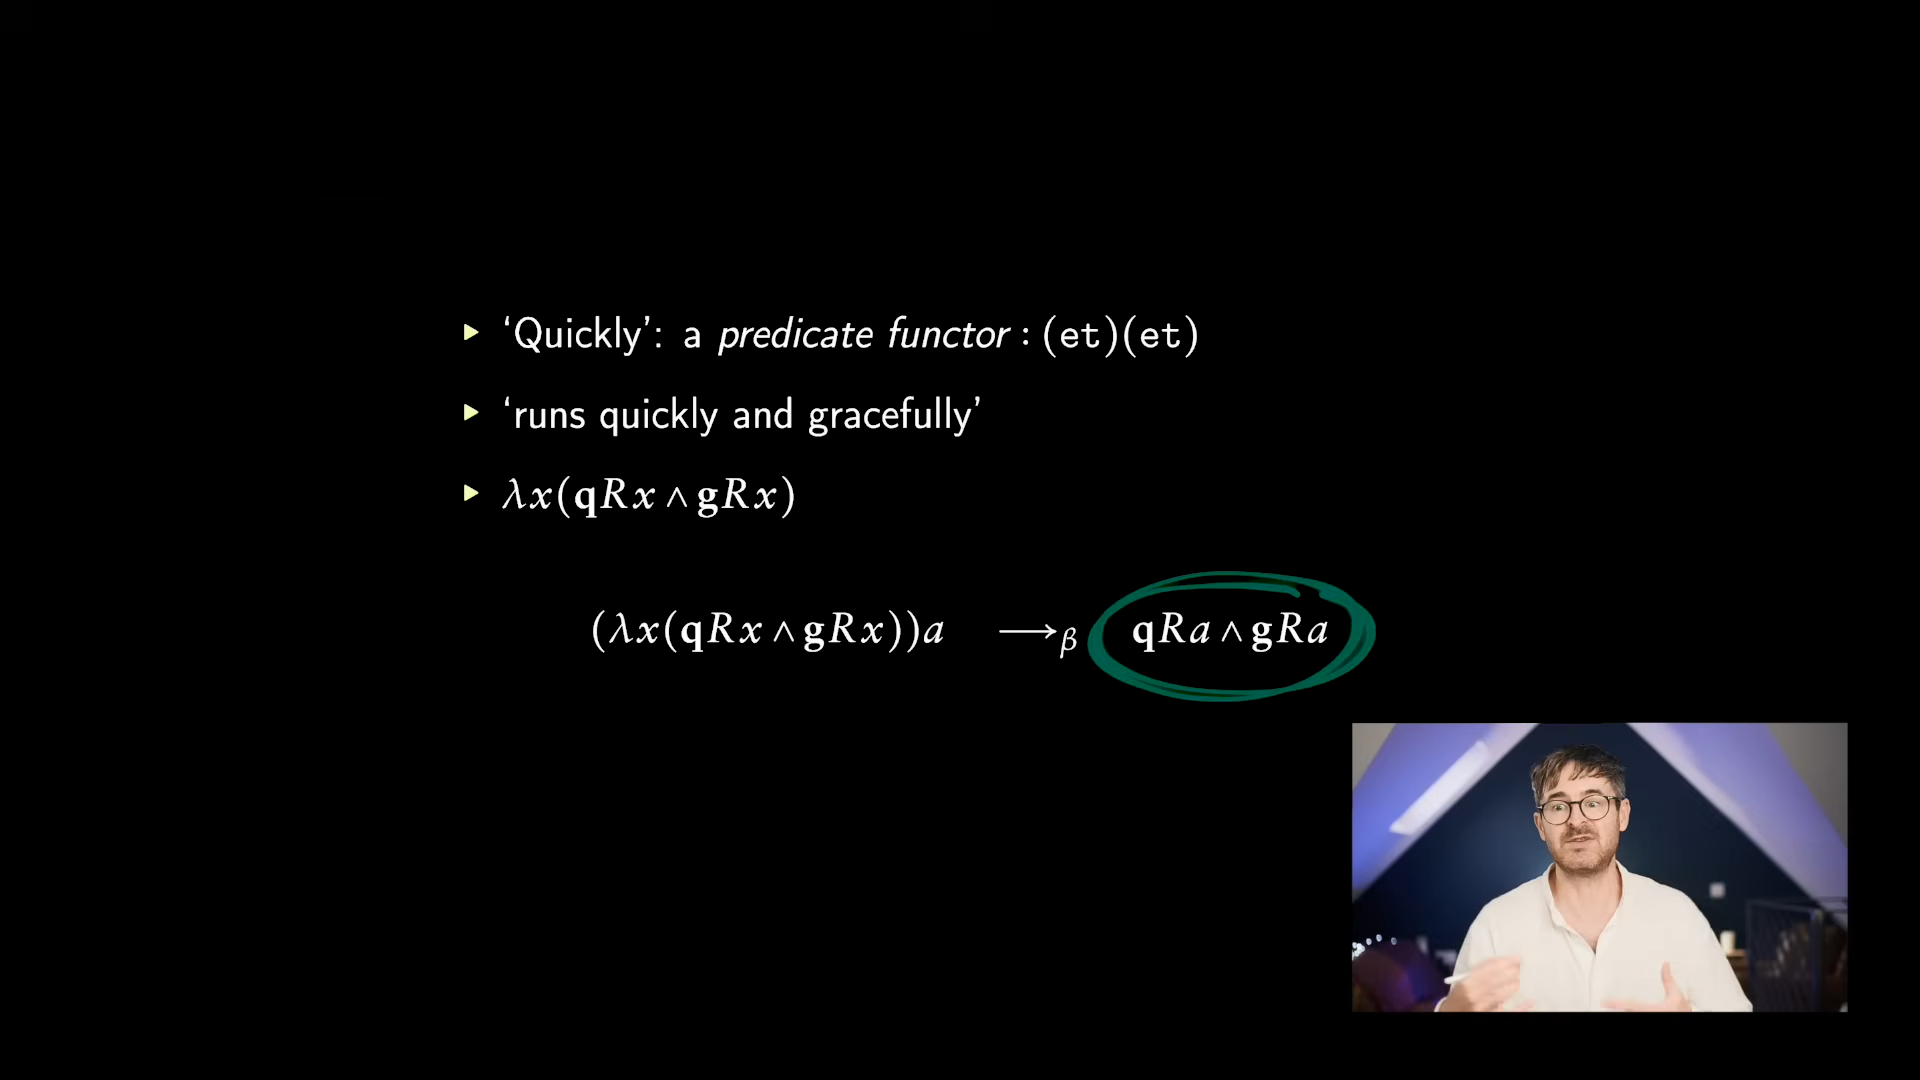 ‘Quickly’: a predicate functor : (et)(et)
‘runs quickly and gracefully’
λx(qRx ∧ gRx)
(λx(qRx ∧ gRx))a ⟶β qRa ∧ gRa